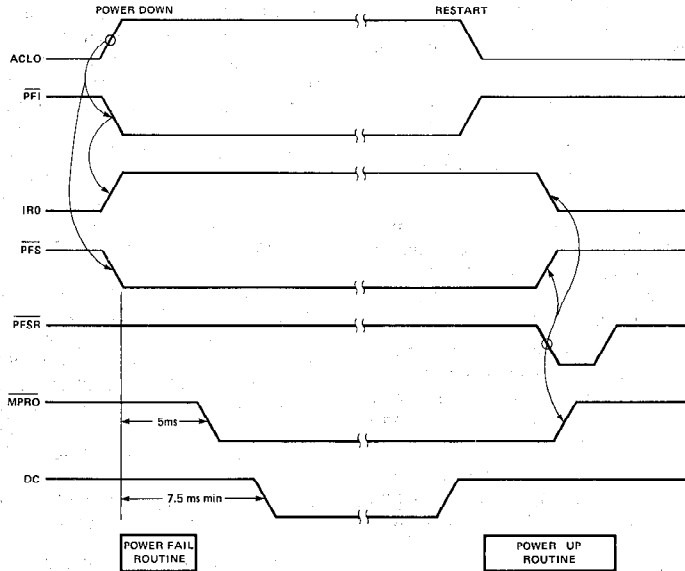 POWER DOWN
RESTART
ACLO
PFI
IR0
PFS
PFSR
MPRO
5ms
DC
7.5 ms min
POWER FAIL
ROUTINE
POWER UP
ROUTINE